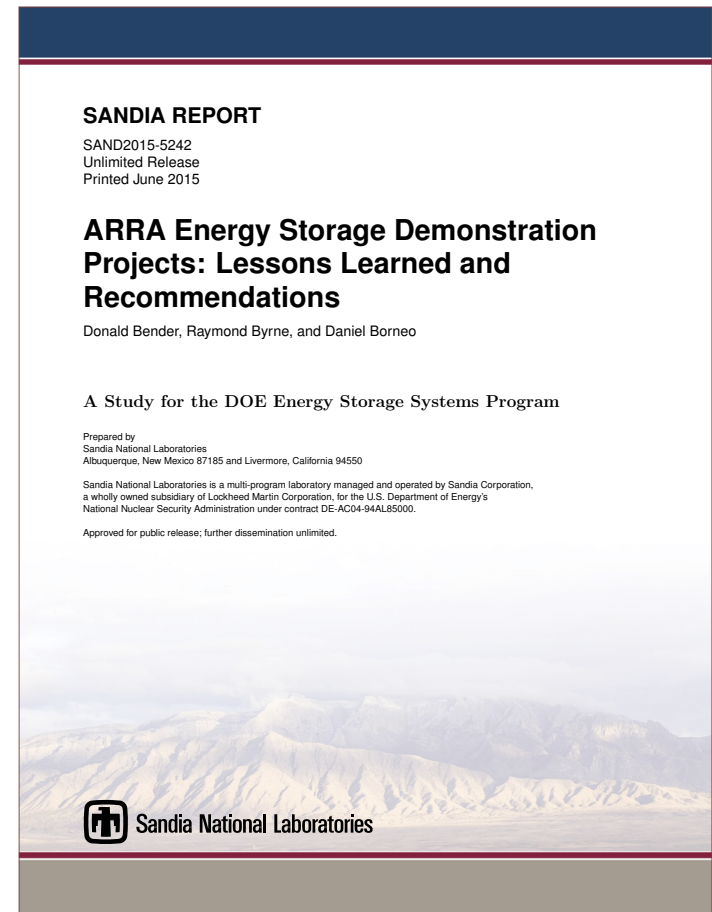 SANDIA REPORT
SAND2015-5242
Unlimited Release
Printed June 2015
ARRA Energy Storage Demonstration
Projects: Lessons Learned and
Recommendations
Donald Bender, Raymond Byrne, and Daniel Borneo
A Study for the DOE Energy Storage Systems Program
Prepared by
Sandia National Laboratories
Albuquerque, New Mexico 87185 and Livermore, California 94550
Sandia National Laboratories is a multi-program laboratory managed and operated by Sandia Corporation,
a wholly owned subsidiary of Lockheed Martin Corporation, for the U.S. Department of Energy's
National Nuclear Security Administration under contract DE-AC04-94AL85000.
Approved for public release; further dissemination unlimited.
Sandia National Laboratories